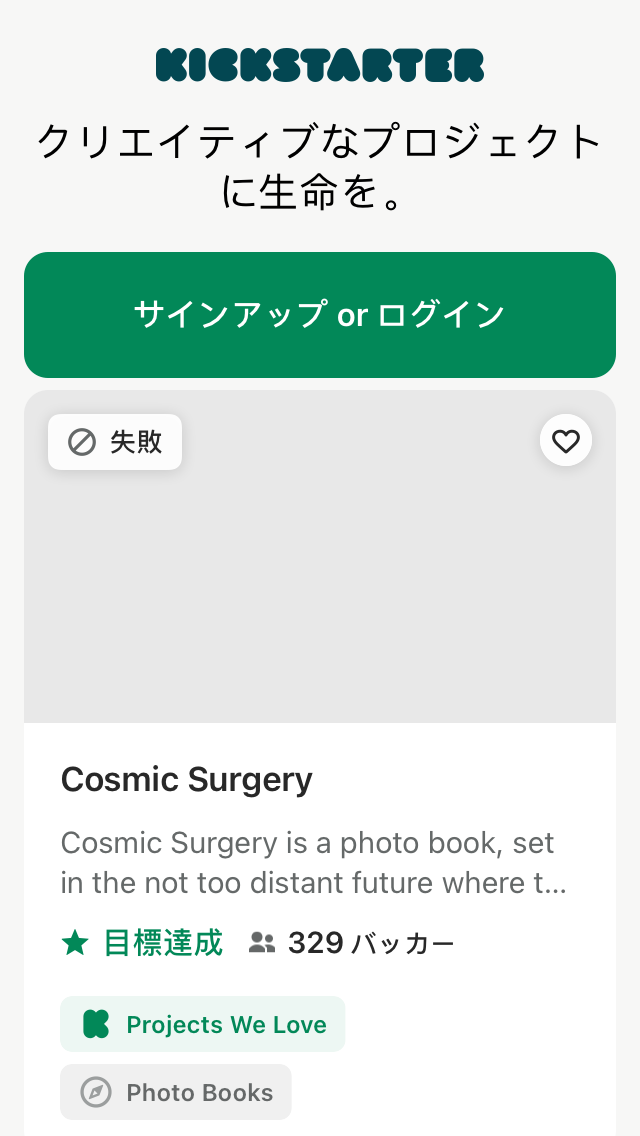 KICKSTARTER
クリエイティブなプロジェクト
に生命を。
サインアップ or ログイン
失敗
Cosmic Surgery
Cosmic Surgery is a photo book, set
in the not too distant future where t...
目標達成 329 バッカー
Projects We Love
Photo Books